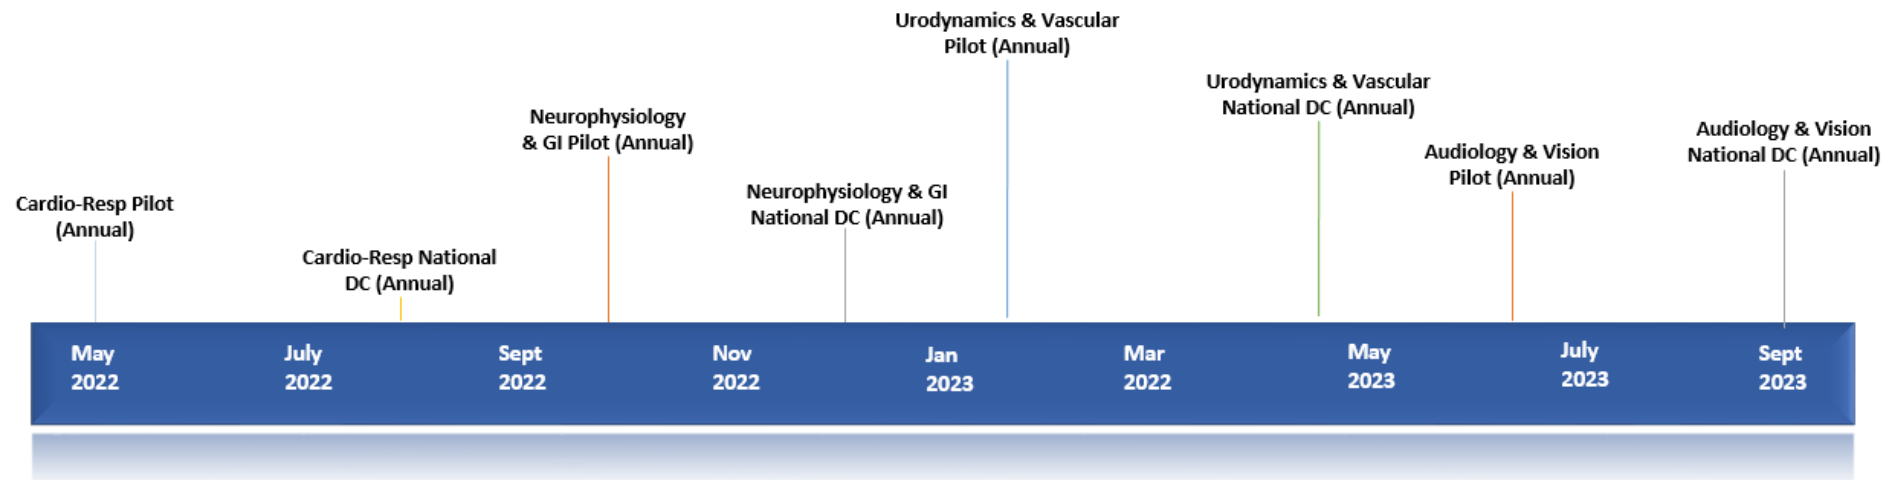 Urodynamics & Vascular
Pilot (Annual)
Urodynamics & Vascular
National DC (Annual)
Neurophysiology
& GI Pilot (Annual)
Audiology & Vision
National DC (Annual)
Audiology & Vision
Pilot (Annual)
Neurophysiology & GI
National DC (Annual)
Cardio-Resp Pilot
(Annual)
Cardio-Resp National
DC (Annual)
May
2022
July
2022
Sept
2022
Nov
2022
Jan
2023
Mar
2022
May
2023
July
2023
Sept
2023